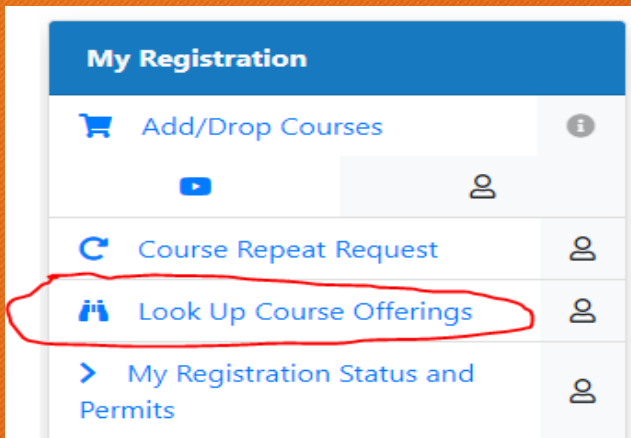 My Registration
Add/Drop Courses
Course Repeat Request
Look Up Course Offerings
My Registration Status and
Permits